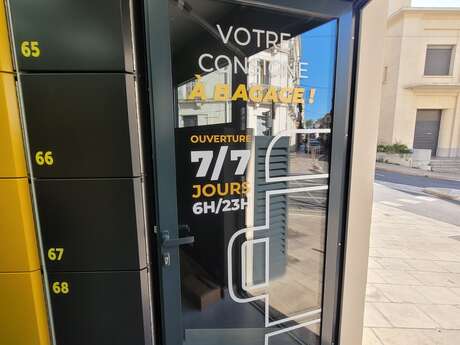 65
66
67
68
VOTRE
CONSIGNE
À BAGAGE !
OUVERTURE
7/7
JOURS
6H/23H